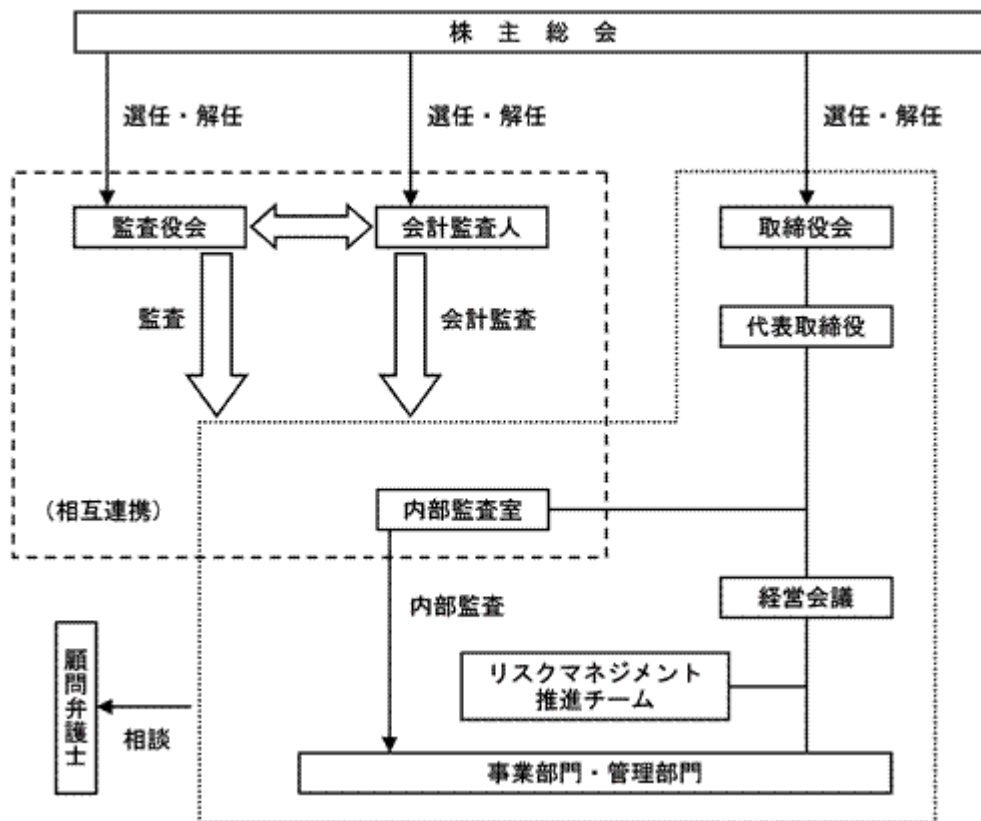 株主総会
選任・解任
選任・解任
選任・解任
監査役会
会計監査人
取締役会
監査
会計監査
代表取締役
(相互連携)
内部監査室
内部監査
経営会議
顧問弁護士
相談
リスクマネジメント
推進チーム
事業部門・管理部門